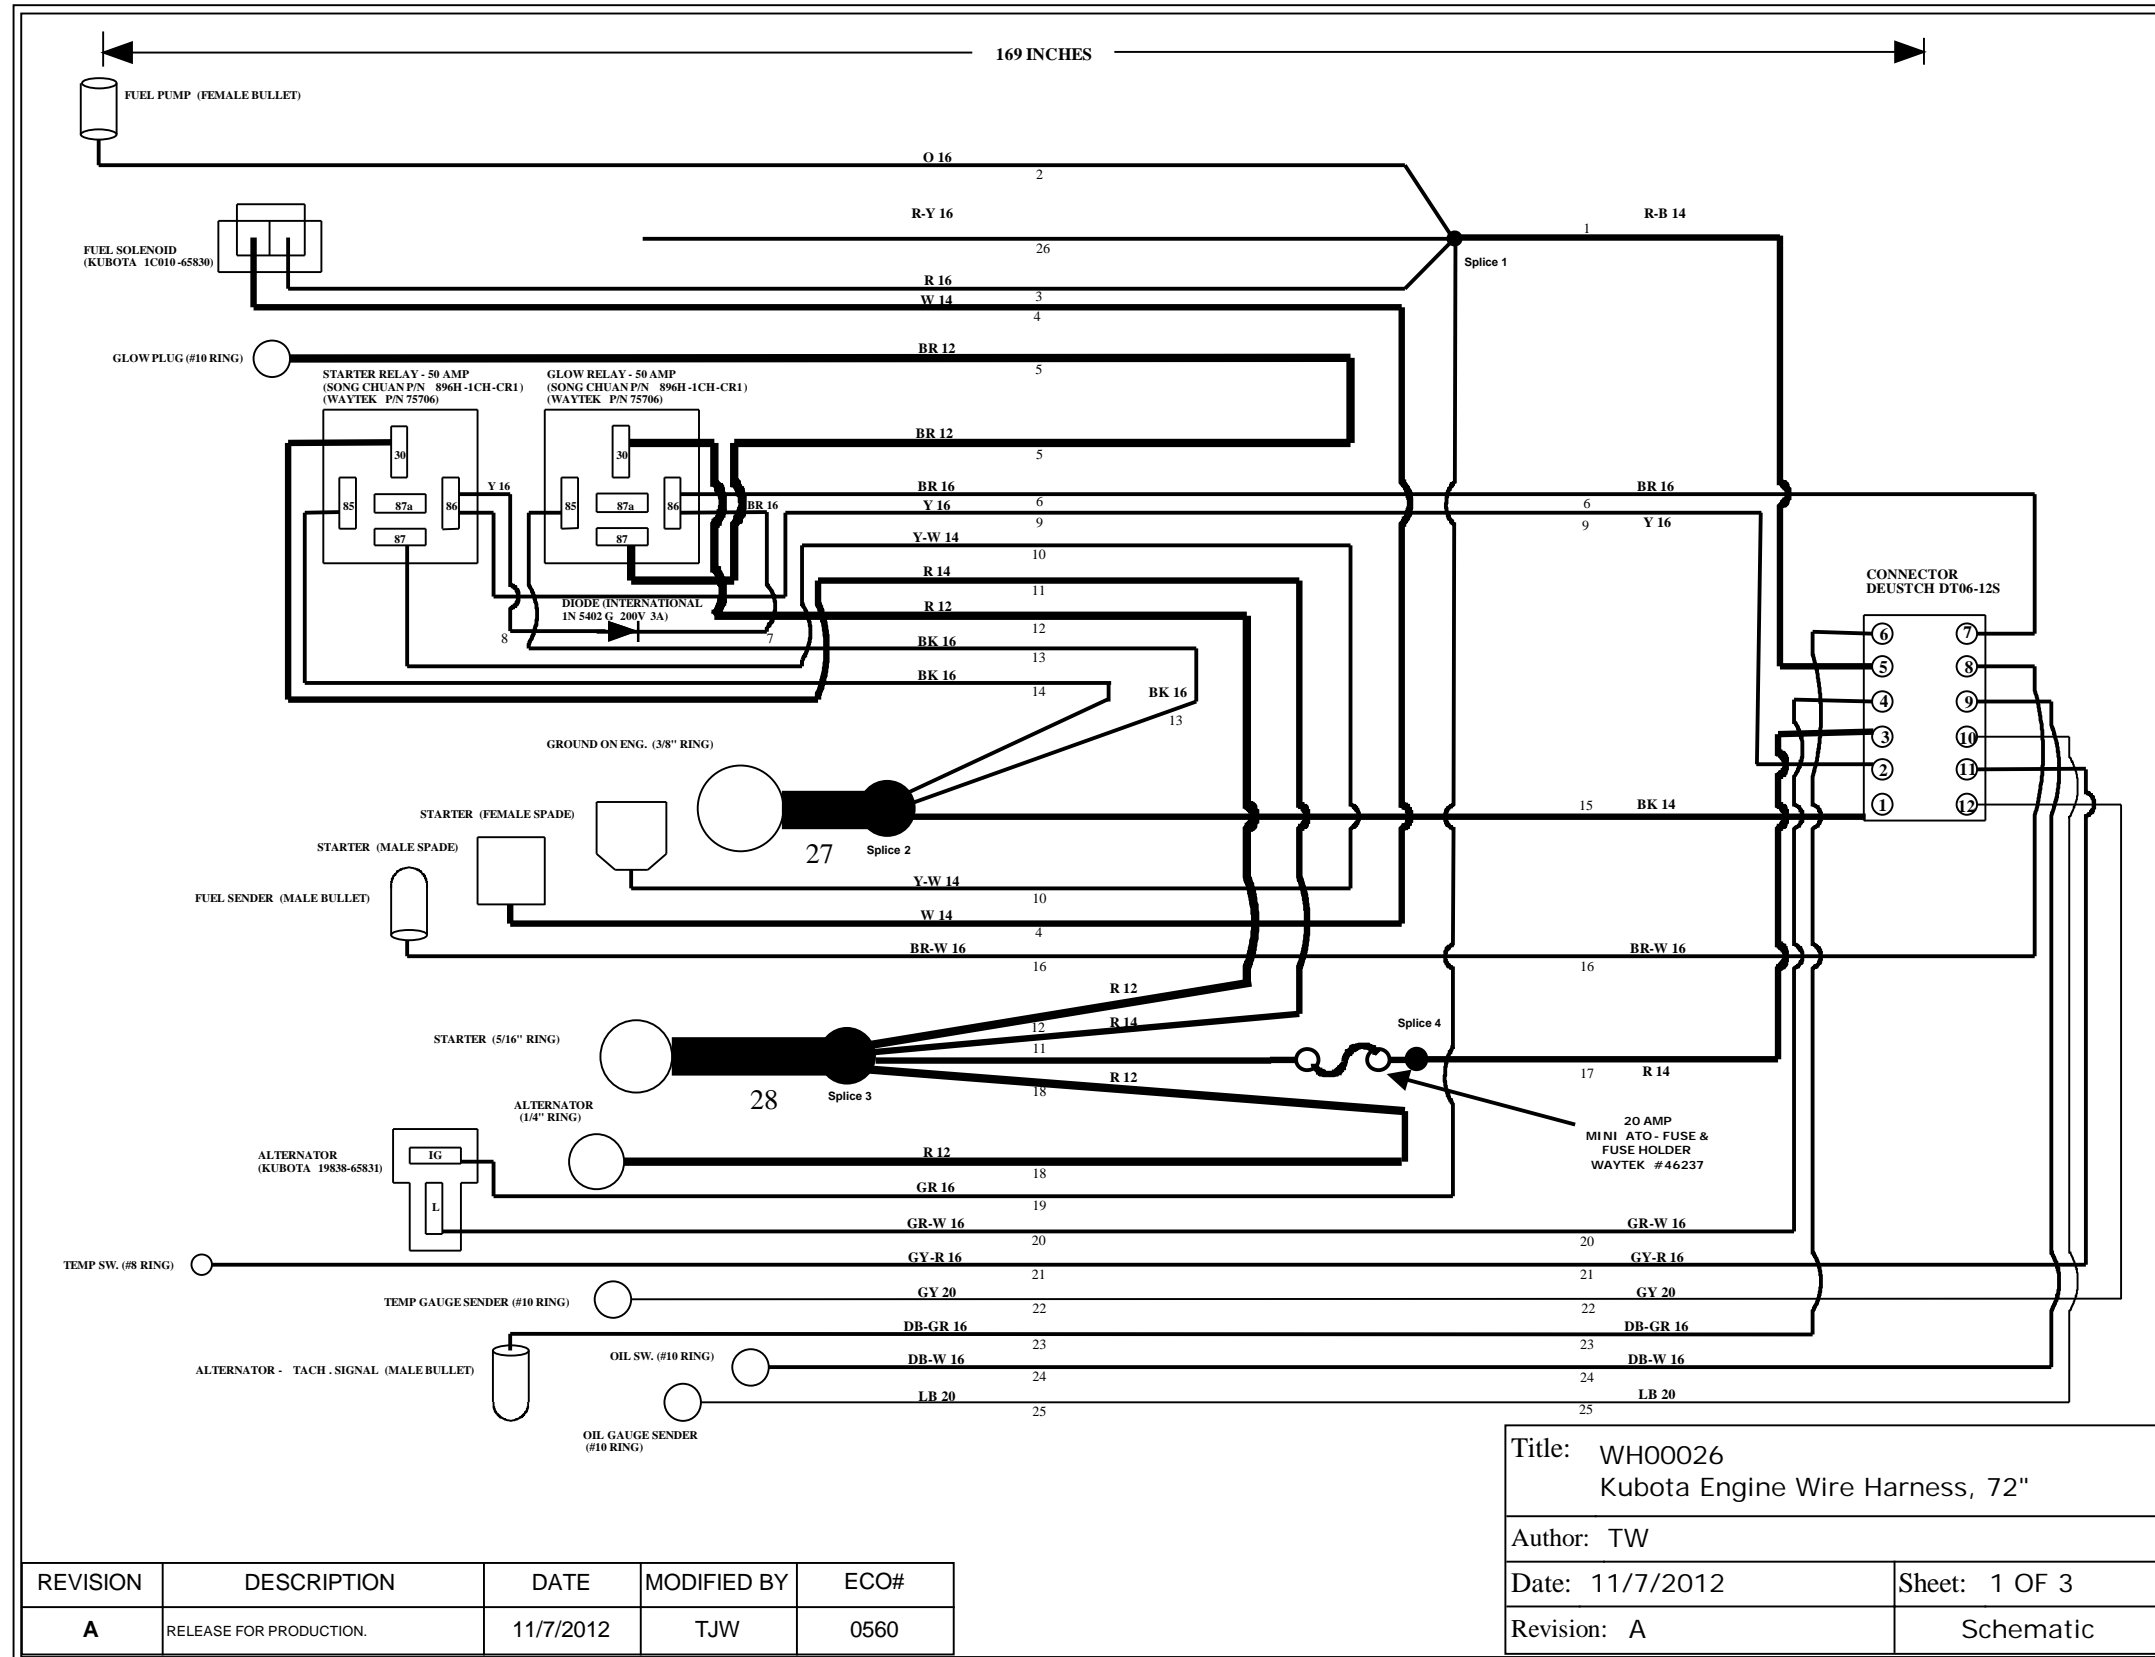 169 INCHES
FUEL PUMP (FEMALE BULLET)
O 16
2
R-Y 16
26
R-B 14
1
Splice 1
FUEL SOLENOID
(KUBOTA 1C010-65830)
R 16
3
W 14
4
GLOW PLUG (#10 RING)
BR 12
5
STARTER RELAY - 50 AMP
(SONG CHUAN P/N 896H-1CH-CR1)
(WAYTEK P/N 75706)
GLOW RELAY - 50 AMP
(SONG CHUAN P/N 896H-1CH-CR1)
(WAYTEK P/N 75706)
30
85
87a
86
87
Y 16
30
85
87a
86
87
BR 16
BR 12
5
BR 16
6
Y 16
9
BR 16
6
9
Y 16
Y-W 14
10
R 14
11
DIODE (INTERNATIONAL
1N 5402 G 200V 3A)
8
7
R 12
12
BK 16
13
BK 16
14
BK 16
13
CONNECTOR
DEUSTCH DT06-12S
6
7
5
8
4
9
3
10
2
11
1
12
GROUND ON ENG. (3/8" RING)
27
Splice 2
15
BK 14
STARTER (FEMALE SPADE)
STARTER (MALE SPADE)
FUEL SENDER (MALE BULLET)
Y-W 14
10
W 14
4
BR-W 16
16
BR-W 16
16
R 12
12
R 14
11
STARTER (5/16" RING)
28
Splice 3
R 12
18
Splice 4
17
R 14
20 AMP
MINI ATO - FUSE &
FUSE HOLDER
WAYTEK #46237
ALTERNATOR
(1/4" RING)
R 12
18
ALTERNATOR
(KUBOTA 19838-65831)
IG
L
GR 16
19
GR-W 16
20
GR-W 16
20
TEMP SW. (#8 RING)
GY-R 16
21
GY-R 16
21
TEMP GAUGE SENDER (#10 RING)
GY 20
22
GY 20
22
DB-GR 16
23
DB-GR 16
23
ALTERNATOR - TACH . SIGNAL (MALE BULLET)
OIL SW. (#10 RING)
DB-W 16
24
DB-W 16
24
LB 20
25
LB 20
25
OIL GAUGE SENDER
(#10 RING)
Title: WH00026
Kubota Engine Wire Harness, 72"
Author: TW
Date: 11/7/2012 Sheet: 1 OF 3
Revision: A Schematic
REVISION DESCRIPTION DATE MODIFIED BY ECO#
A RELEASE FOR PRODUCTION. 11/7/2012 TJW 0560